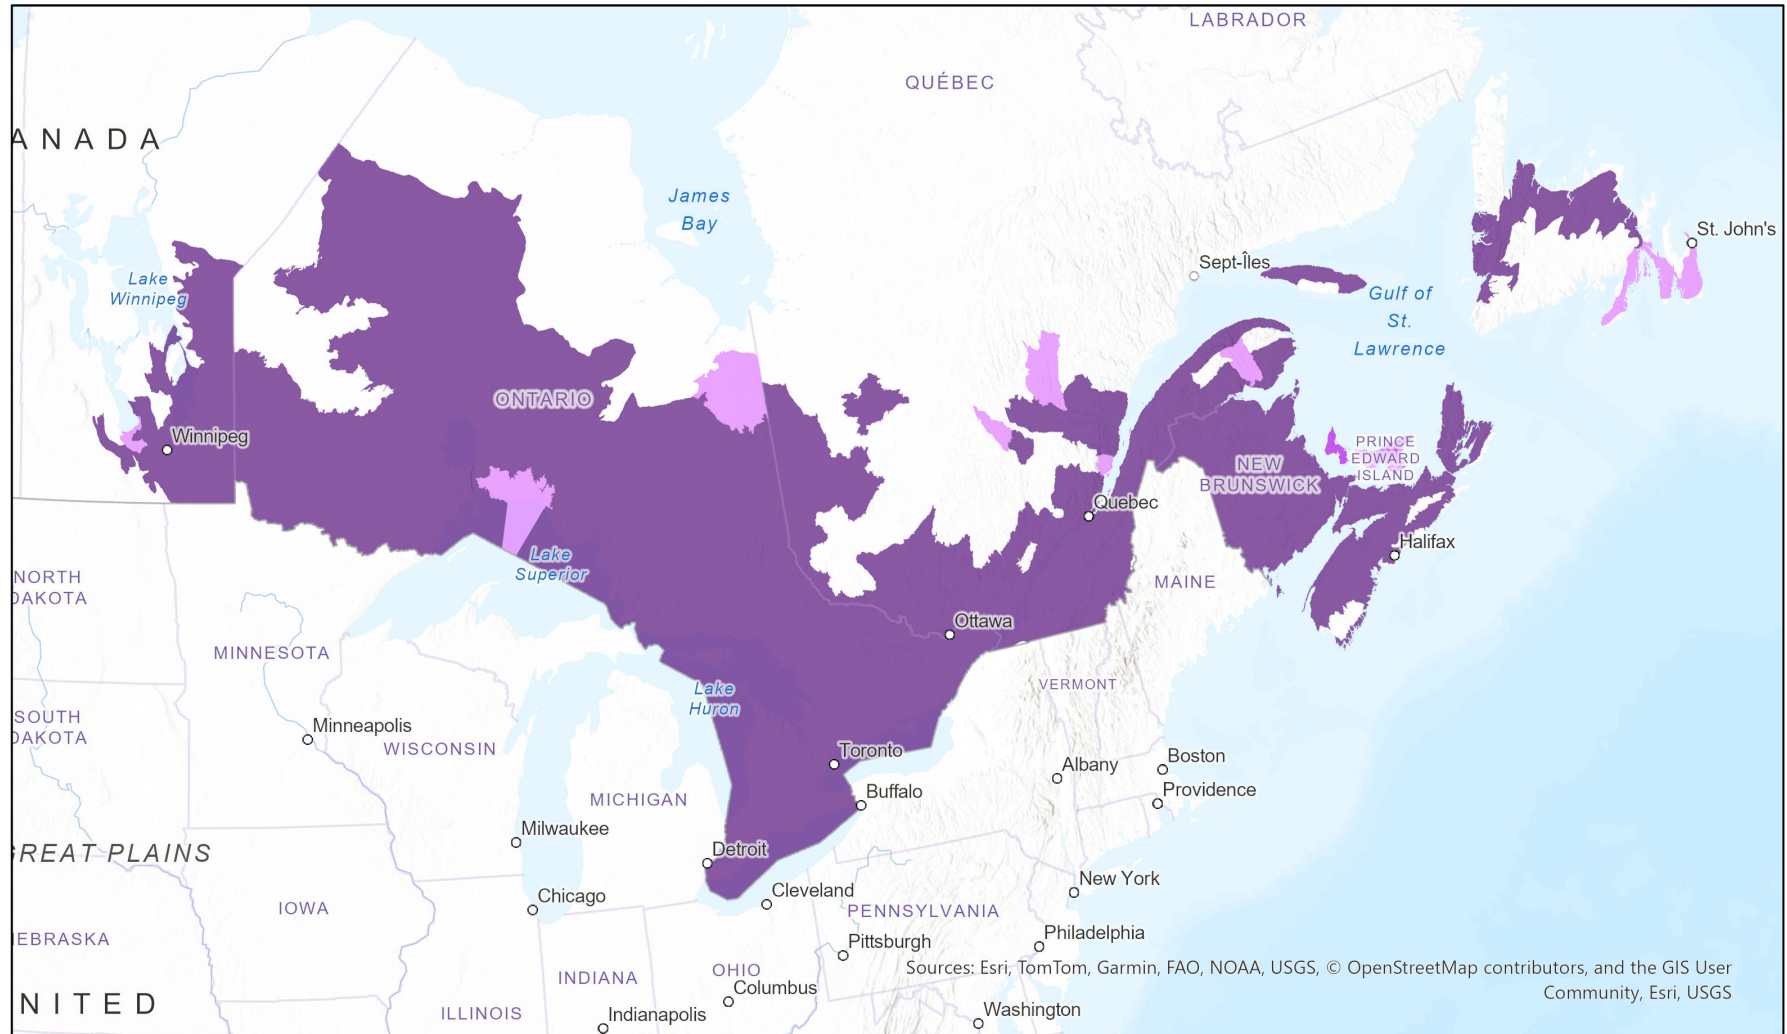 LABRADOR
QUÉBEC
ANADA
James
Bay
St. John's
Sept-Îles
Lake
Winnipeg
Gulf of
St.
Lawrence
ONTARIO
Winnipeg
PRINCE
EDWARD
ISLAND
NEW
BRUNSWICK
Quebec
Halifax
Lake
Superior
NORTH
DAKOTA
MAINE
Ottawa
MINNESOTA
VERMONT
Lake
Huron
SOUTH
DAKOTA
Minneapolis
WISCONSIN
Toronto
Albany
Boston
Providence
Buffalo
MICHIGAN
Milwaukee
Detroit
GREAT PLAINS
Chicago
Cleveland
New York
IOWA
PENNSYLVANIA
EBRASKA
Philadelphia
Pittsburgh
Sources: Esri, TomTom, Garmin, FAO, NOAA, USGS, © OpenStreetMap contributors, and the GIS User
Community, Esri, USGS
INDIANA
OHIO
Columbus
NITED
ILLINOIS
Indianapolis
Washington